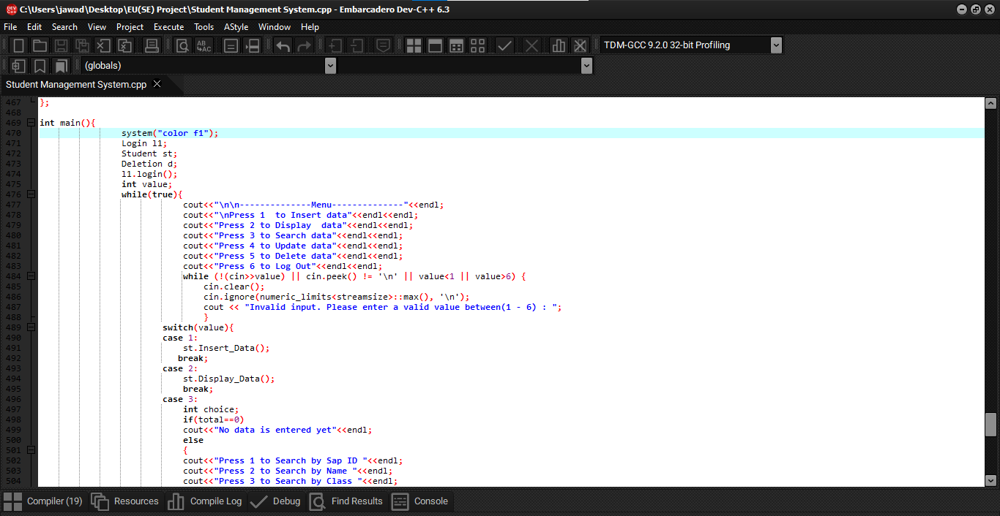 C:\Users\jawad\Desktop\EU(SE) Project\Student Management System.cpp - Embarcadero Dev-C++ 6.3
File Edit Search View Project Execute Tools AStyle Window Help
TDM-GCC 9.2.0 32-bit Profiling
(globals)
Student Management System.cpp
467 };
468
469 int main(){
470 system("color f1");
471 Login l1;
472 Student st;
473 Deletion d;
474 l1.login();
475 int value;
476 while(true){
477 cout<<"\n\n--------------Menu--------------"<<endl;
478 cout<<"\nPress 1  to Insert data"<<endl<<endl;
479 cout<<"Press 2 to Display  data"<<endl<<endl;
480 cout<<"Press 3 to Search data"<<endl<<endl;
481 cout<<"Press 4 to Update data"<<endl<<endl;
482 cout<<"Press 5 to Delete data"<<endl<<endl;
483 cout<<"Press 6 to Log Out"<<endl<<endl;
484 while (!(cin>>value) || cin.peek() != '\n' || value<1 || value>6) {
485 cin.clear();
486 cin.ignore(numeric_limits<streamsize>::max(), '\n');
487 cout << "Invalid input. Please enter a valid value between(1 - 6) : ";
488 }
489 switch(value){
490 case 1:
491 st.Insert_Data();
492 break;
493 case 2:
494 st.Display_Data();
495 break;
496 case 3:
497 int choice;
498 if(total==0)
499 cout<<"No data is entered yet"<<endl;
500 else
501 {
502 cout<<"Press 1 to Search by Sap ID "<<endl;
503 cout<<"Press 2 to Search by Name "<<endl;
504 cout<<"Press 3 to Search by Class "<<endl;
Compiler (19) Resources Compile Log Debug Find Results Console